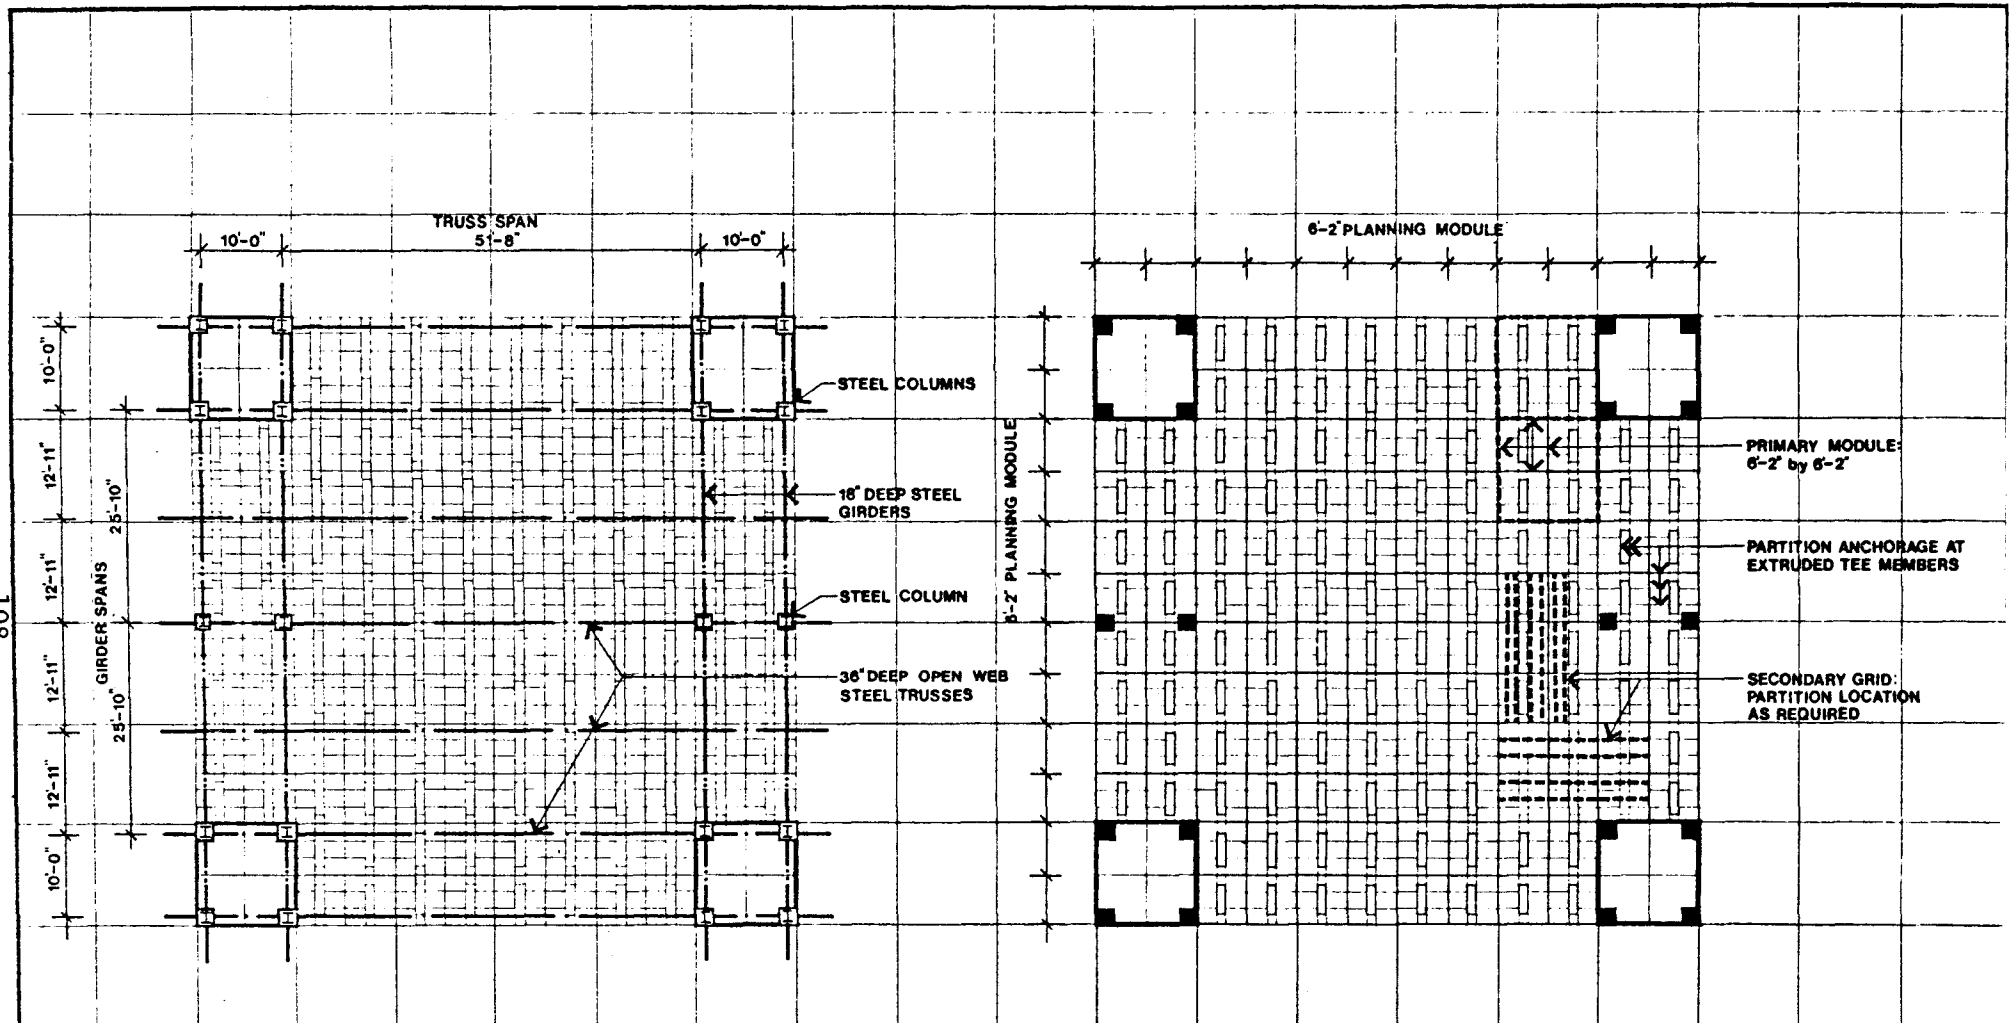 TRUSS SPAN
10'-0" 51'-8" 10'-0"
6'-2" PLANNING MODULE
10'-0"
STEEL COLUMNS
12'-11"
25'-10"
18" DEEP STEEL
GIRDERS
12'-11"
GIRDER SPANS
STEEL COLUMN
12'-11"
25'-10"
36" DEEP OPEN WEB
STEEL TRUSSES
12'-11"
10'-0"
6'-2" PLANNING MODULE
PRIMARY MODULE:
6'-2" by 6'-2"
PARTITION ANCHORAGE AT
EXTRUDED TEE MEMBERS
SECONDARY GRID:
PARTITION LOCATION
AS REQUIRED